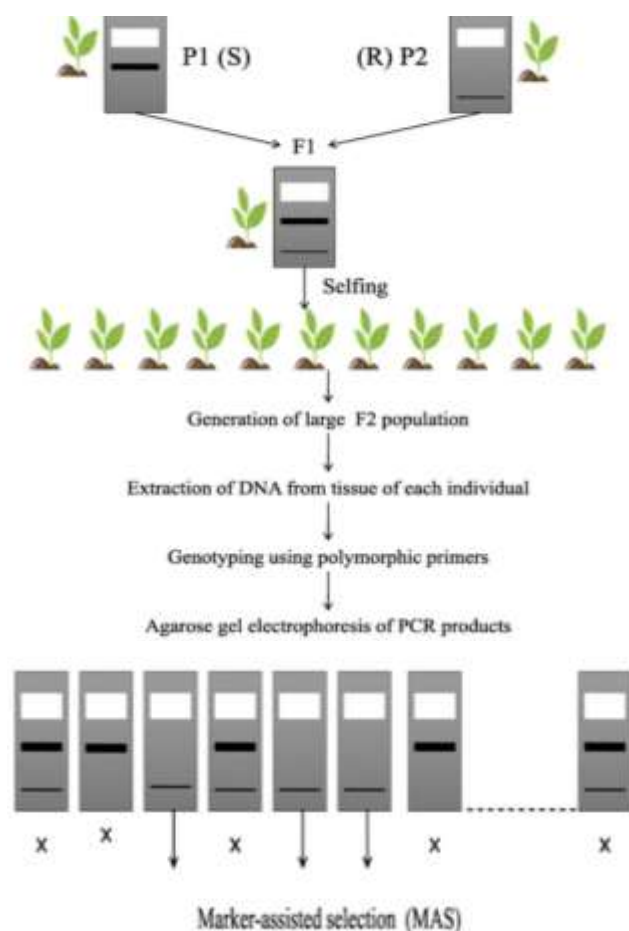 P1 (S)
(R) P2
F1
Selfing
Generation of large F2 population
Extraction of DNA from tissue of each individual
Genotyping using polymorphic primers
Agarose gel electrophoresis of PCR products
x x x x x
Marker-assisted selection (MAS)